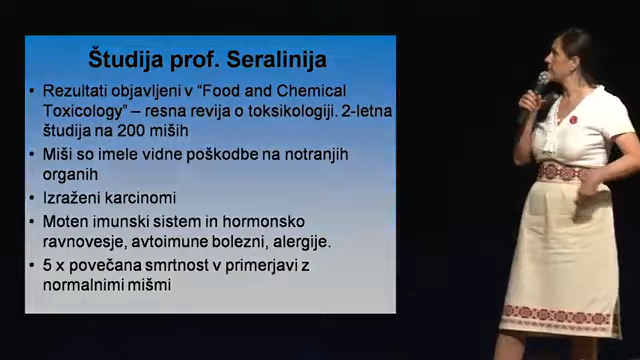 Študija prof. Seralinija
• Rezultati objavljeni v “Food and Chemical
Toxicology” – resna revija o toksikologiji. 2-letna
študija na 200 miših
• Miši so imele vidne poškodbe na notranjih
organih
• Izraženi karcinomi
• Moten imunski sistem in hormonsko
ravnovesje, avtoimune bolezni, alergije.
• 5 x povečana smrtnost v primerjavi z
normalnimi mišmi